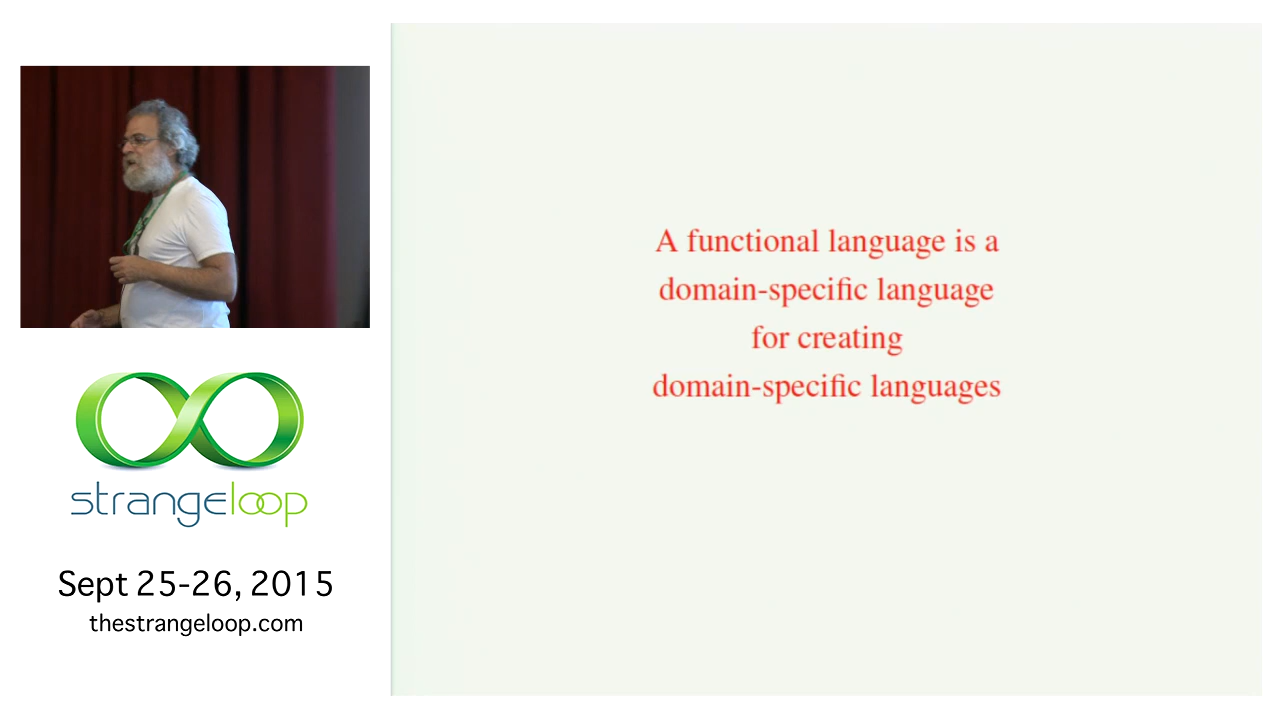 strangeloop
Sept 25-26, 2015
thestrangeloop.com
A functional language is a
domain-specific language
for creating
domain-specific languages